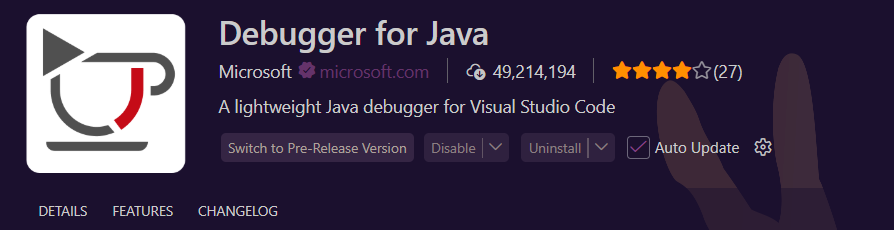 Debugger for Java
Microsoft microsoft.com 49,214,194 (27)
A lightweight Java debugger for Visual Studio Code
Switch to Pre-Release Version Disable Uninstall Auto Update
DETAILS FEATURES CHANGELOG